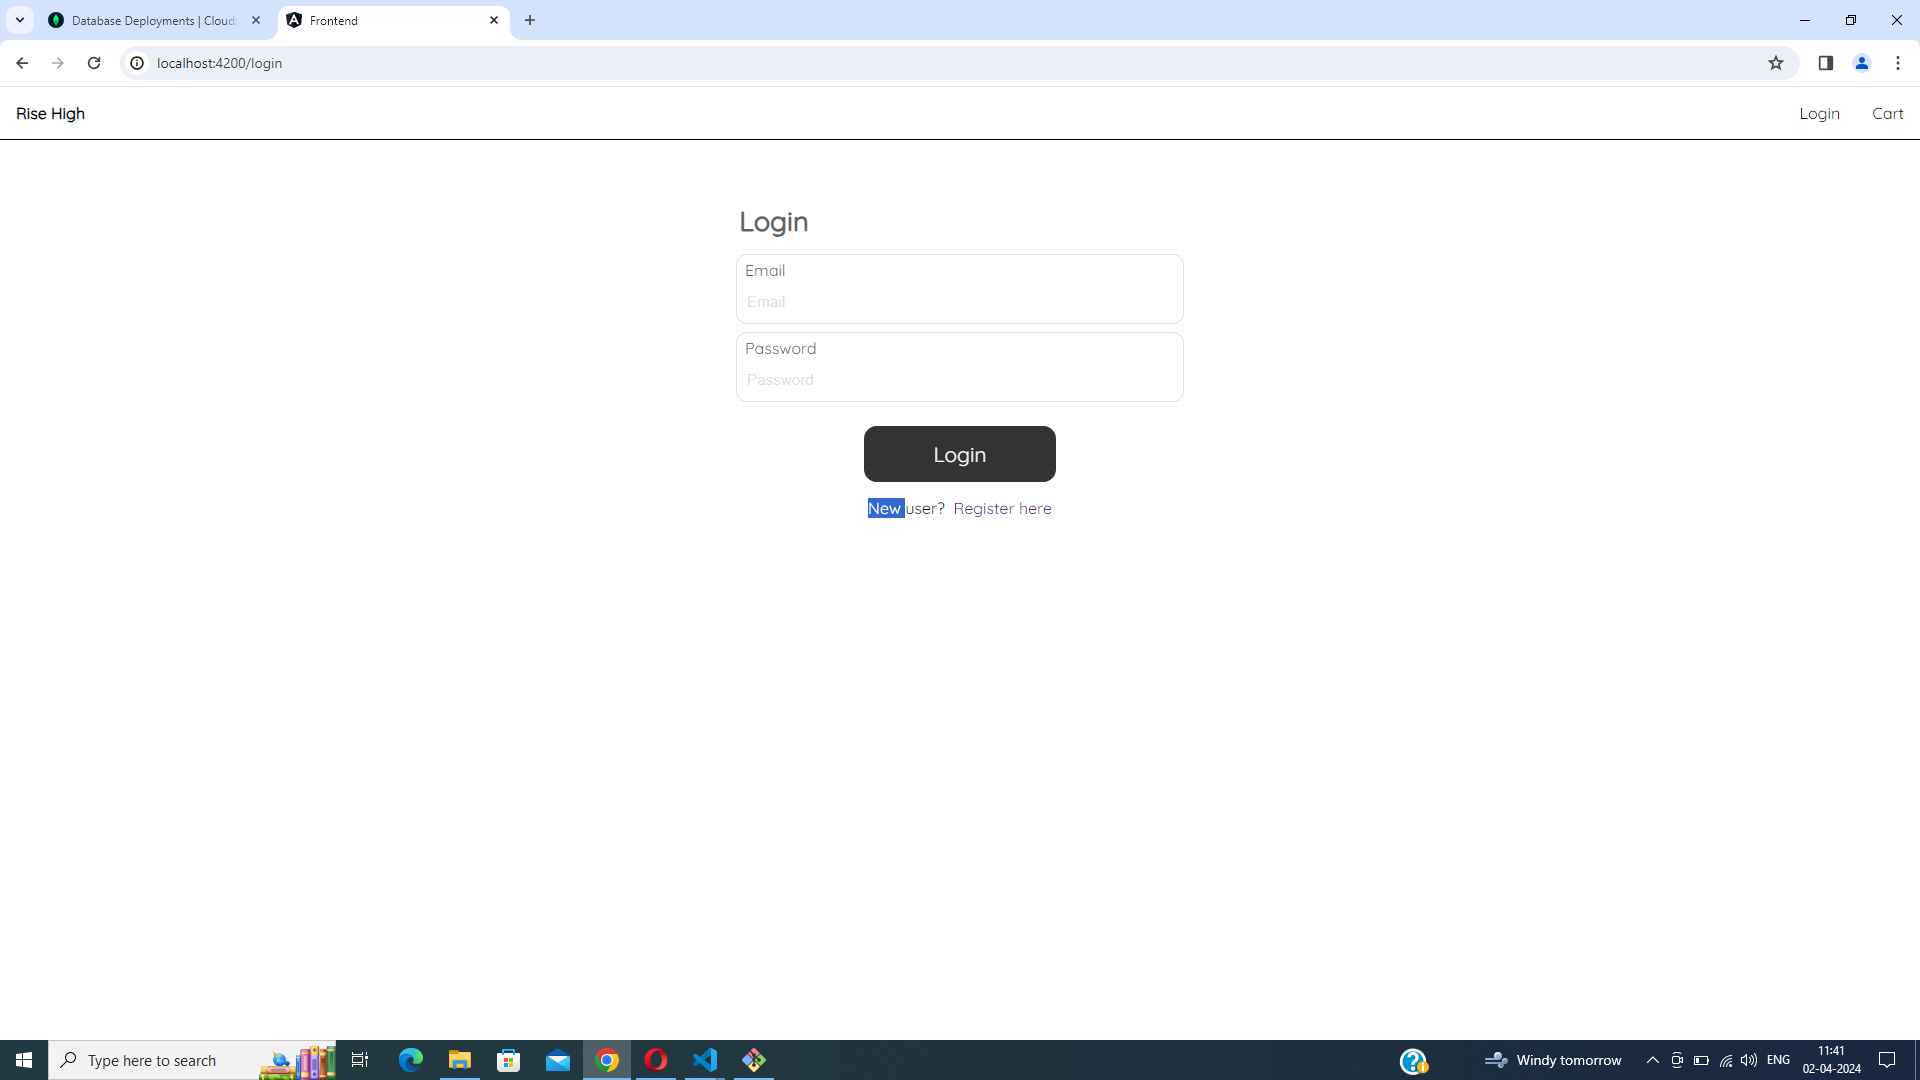 Database Deployments | Cloud
Frontend
localhost:4200/login
Rise High
Login
Cart
Login
Email
Email
Password
Password
Login
New user? Register here
Type here to search
Windy tomorrow
ENG
11:41
02-04-2024